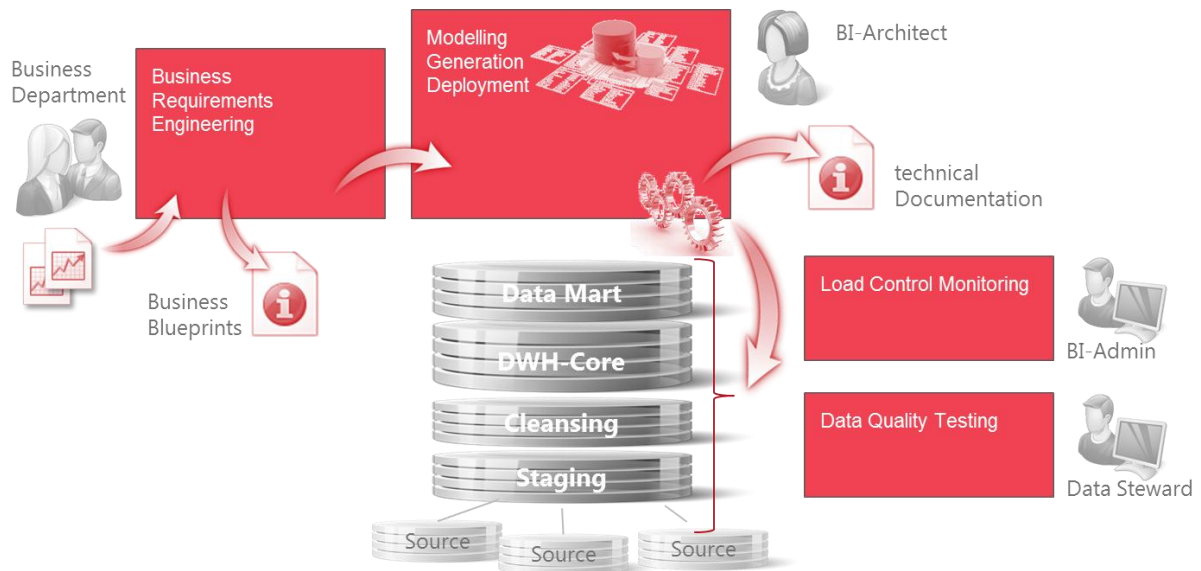 Business
Department
Business
Requirements
Engineering
Modelling
Generation
Deployment
BI-Architect
technical
Documentation
Business
Blueprints
Data Mart
DWH-Core
Cleansing
Staging
Source
Source
Source
Load Control Monitoring
BI-Admin
Data Quality Testing
Data Steward